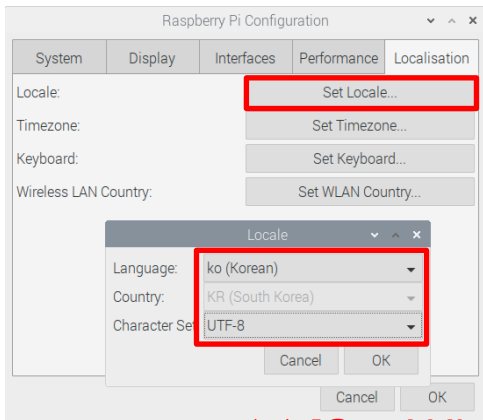 Raspberry Pi Configuration
System Display Interfaces Performance Localisation
Locale: Set Locale...
Timezone: Set Timezone...
Keyboard: Set Keyboard...
Wireless LAN Country: Set WLAN Country...
Locale
Language: ko (Korean)
Country: KR (South Korea)
Character Set UTF-8
Cancel OK
Cancel OK